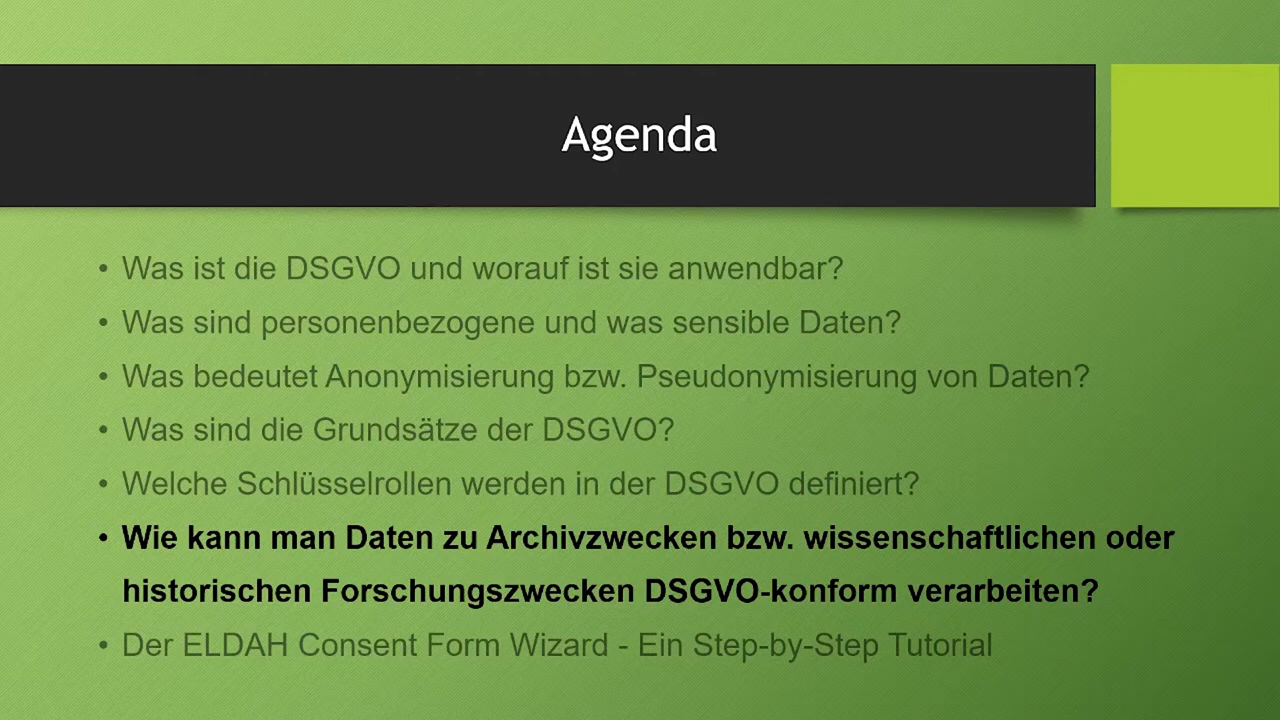 Agenda
• Was ist die DSGVO und worauf ist sie anwendbar?
• Was sind personenbezogene und was sensible Daten?
• Was bedeutet Anonymisierung bzw. Pseudonymisierung von Daten?
• Was sind die Grundsätze der DSGVO?
• Welche Schlüsselrollen werden in der DSGVO definiert?
• Wie kann man Daten zu Archivzwecken bzw. wissenschaftlichen oder
historischen Forschungszwecken DSGVO-konform verarbeiten?
• Der ELDAH Consent Form Wizard - Ein Step-by-Step Tutorial